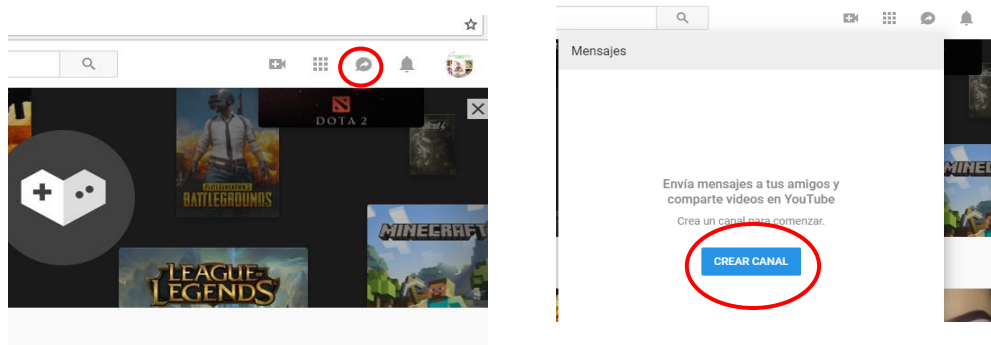 DOTA 2
PLAYERUNKNOWN'S
BATTLEGROUNDS
MINECRAFT
LEAGUE
LEGENDS
Mensajes
Envía mensajes a tus amigos y
comparte videos en YouTube
Crea un canal para comenzar.
CREAR CANAL
MINE